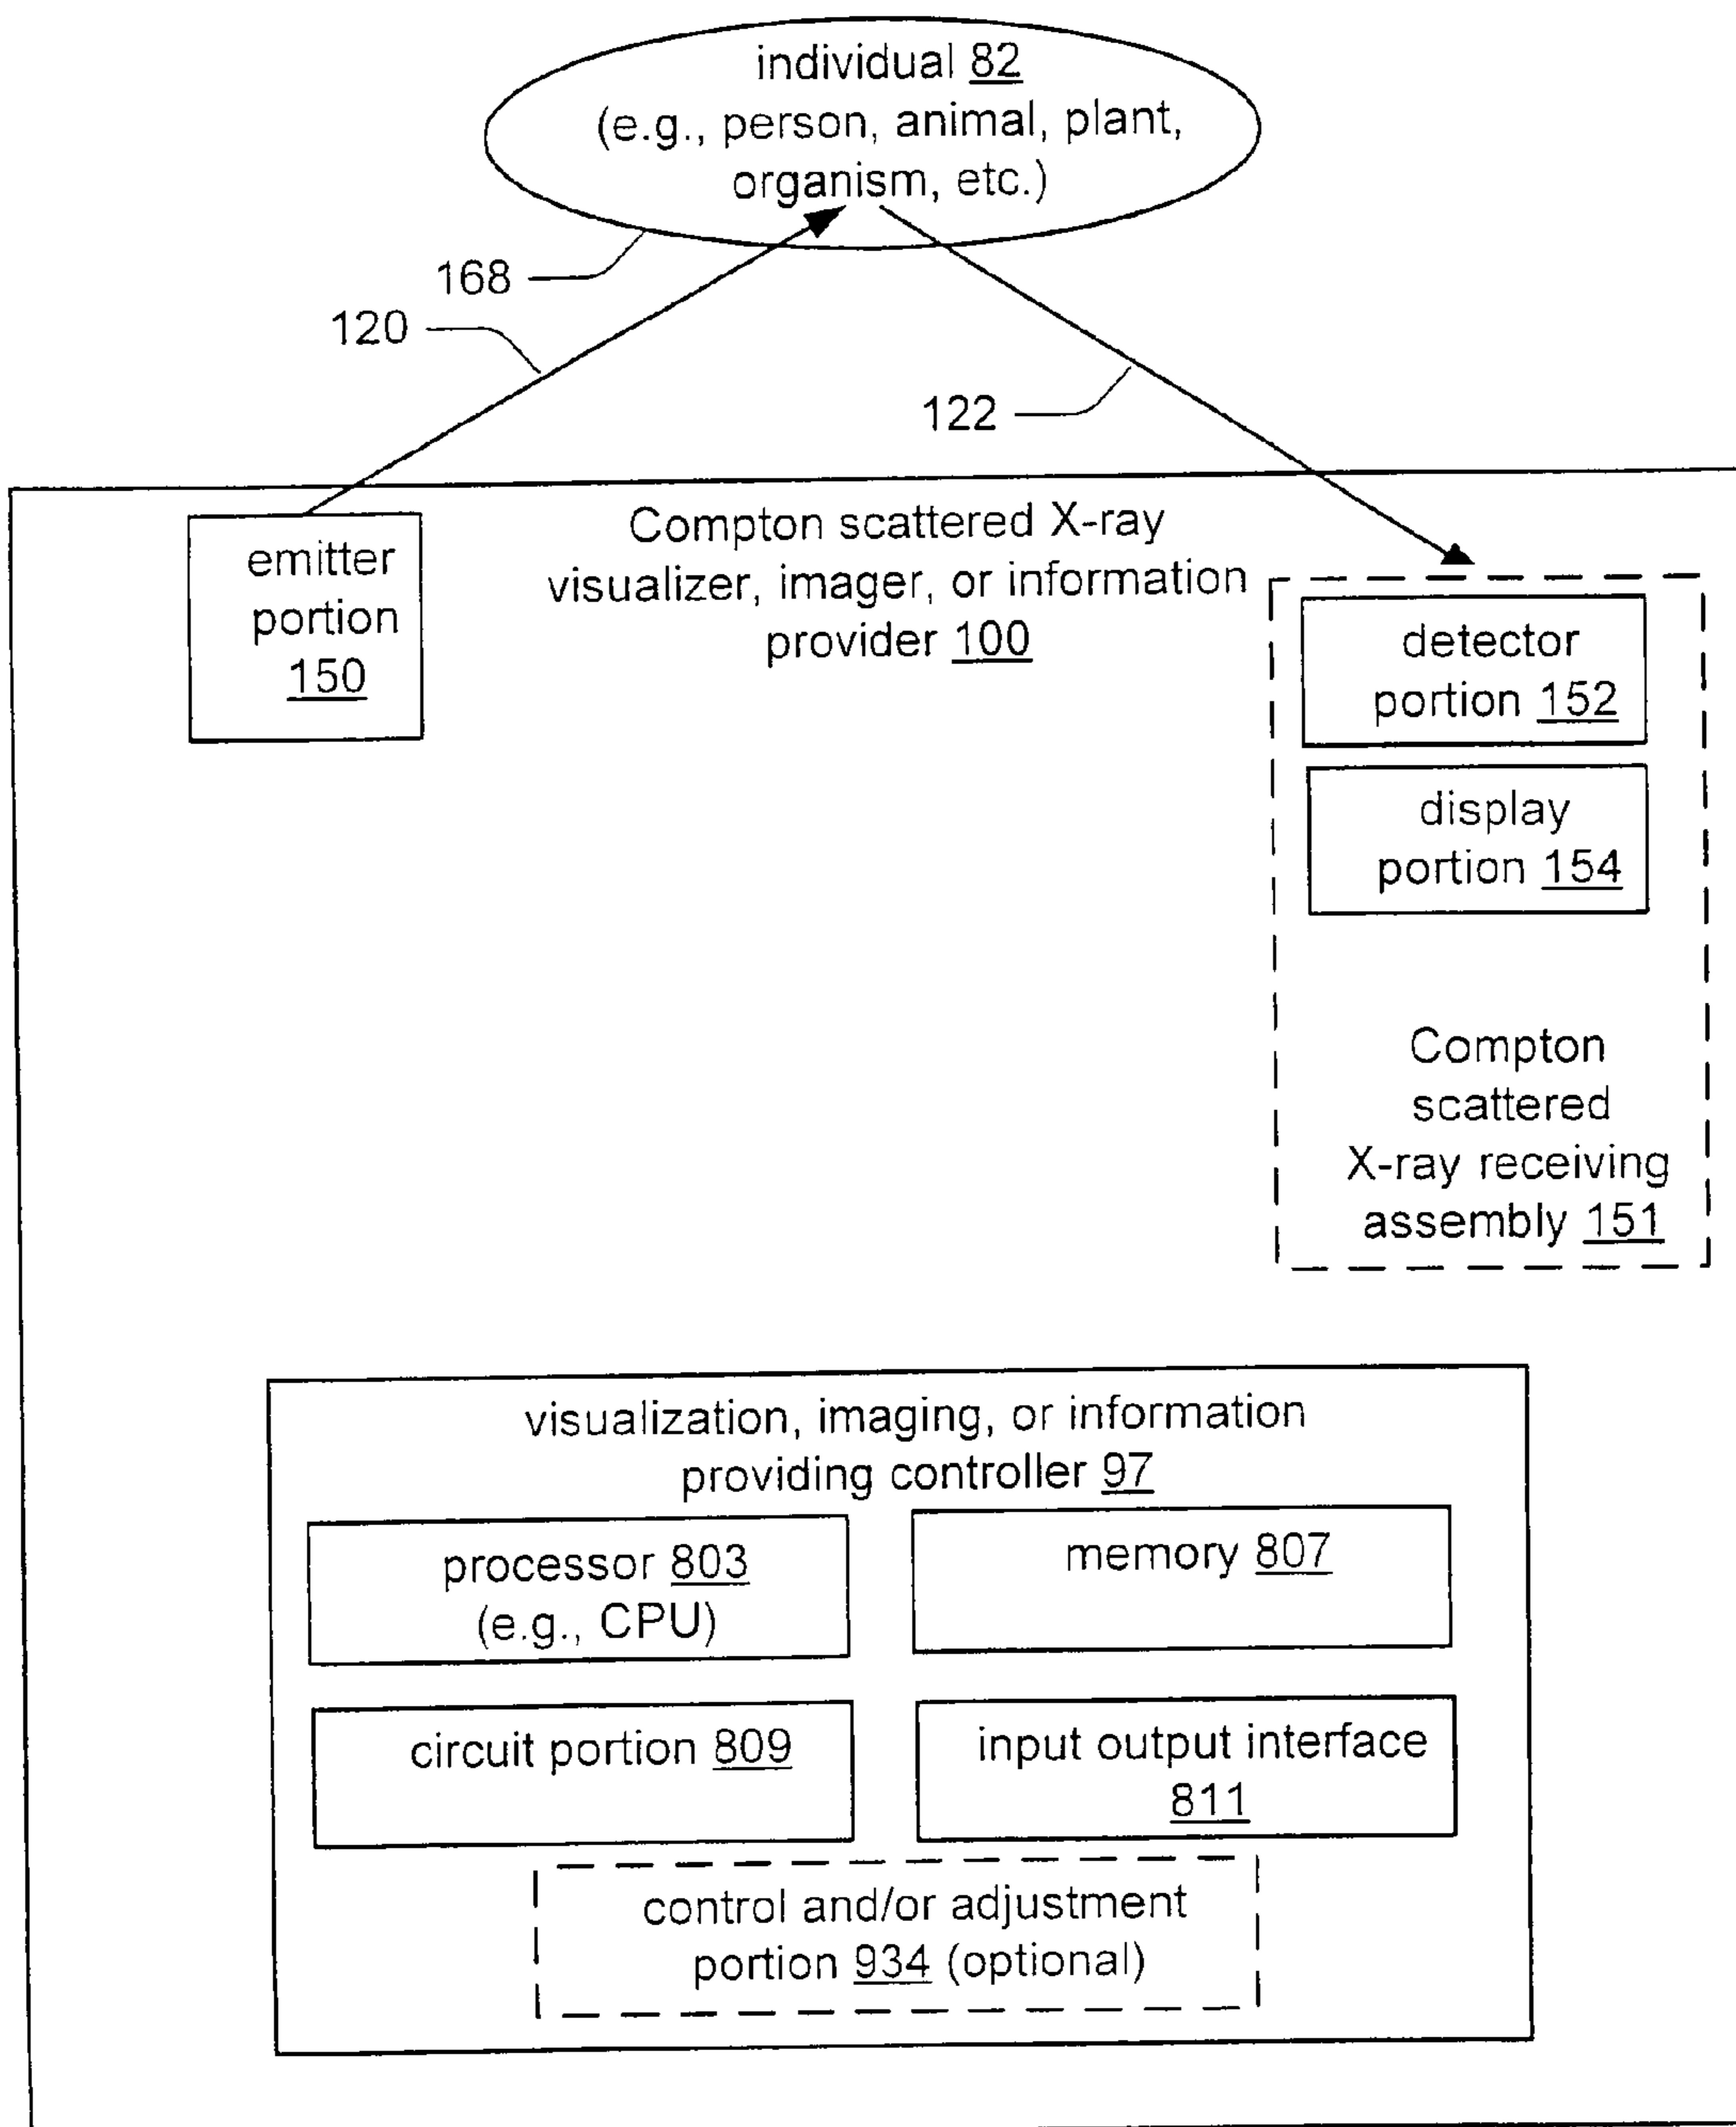 individual 82
(e.g., person, animal, plant,
organism, etc.)
168
120
122
emitter
portion
150
Compton scattered X-ray
visualizer, imager, or information
provider 100
detector
portion 152
display
portion 154
Compton
scattered
X-ray receiving
assembly 151
visualization, imaging, or information
providing controller 97
processor 803
(e.g., CPU)
memory 807
circuit portion 809
input output interface
811
control and/or adjustment
portion 934 (optional)